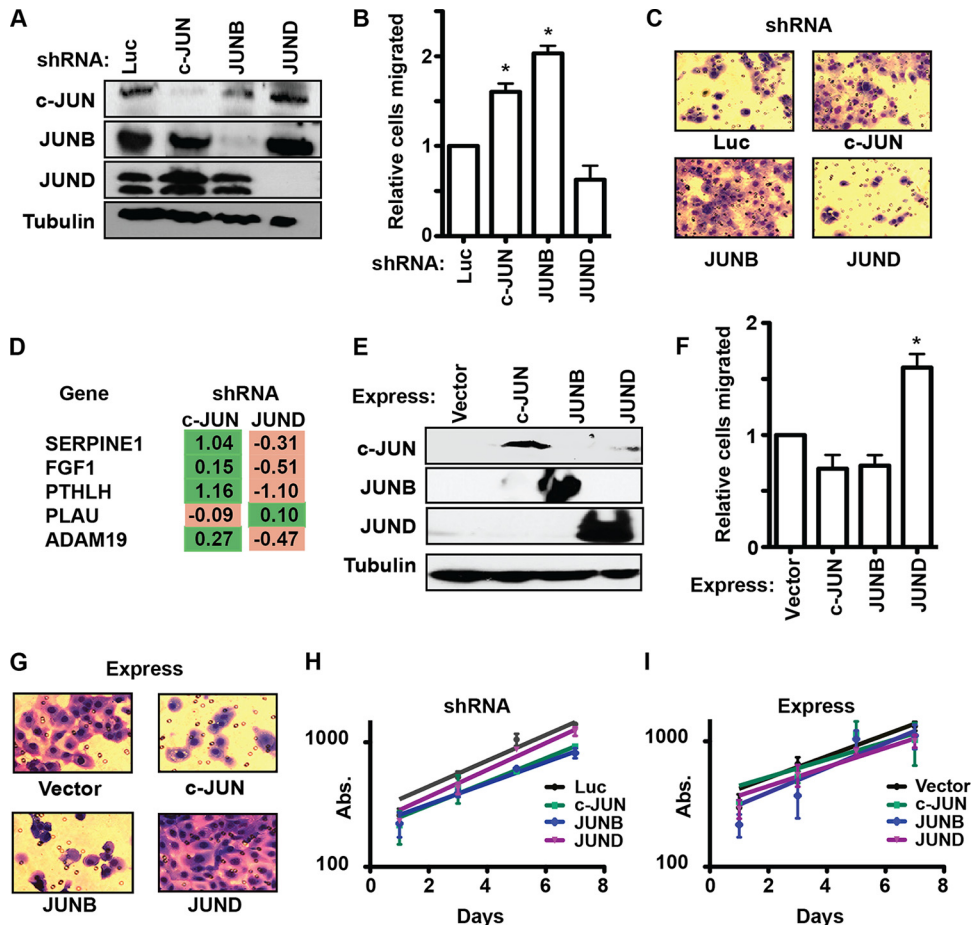 A
shRNA:
Luc
c-JUN
JUNB
JUND
c-JUN
JUNB
JUND
Tubulin
B
Relative cells migrated
2
1
0
*
*
shRNA:
Luc
c-JUN
JUNB
JUND
C
shRNA
Luc
c-JUN
JUNB
JUND
D
Gene
shRNA
c-JUN JUND
SERPINE1 1.04 -0.31
FGF1 0.15 -0.51
PTHLH 1.16 -1.10
PLAU -0.09 0.10
ADAM19 0.27 -0.47
E
Express:
Vector
c-JUN
JUNB
JUND
c-JUN
JUNB
JUND
Tubulin
F
Relative cells migrated
2
1
0
*
Express:
Vector
c-JUN
JUNB
JUND
G
Express
Vector
c-JUN
JUNB
JUND
H
shRNA
Abs.
1000
100
0 2 4 6 8
Days
Luc
c-JUN
JUNB
JUND
I
Express
Abs.
1000
100
0 2 4 6 8
Days
Vector
c-JUN
JUNB
JUND